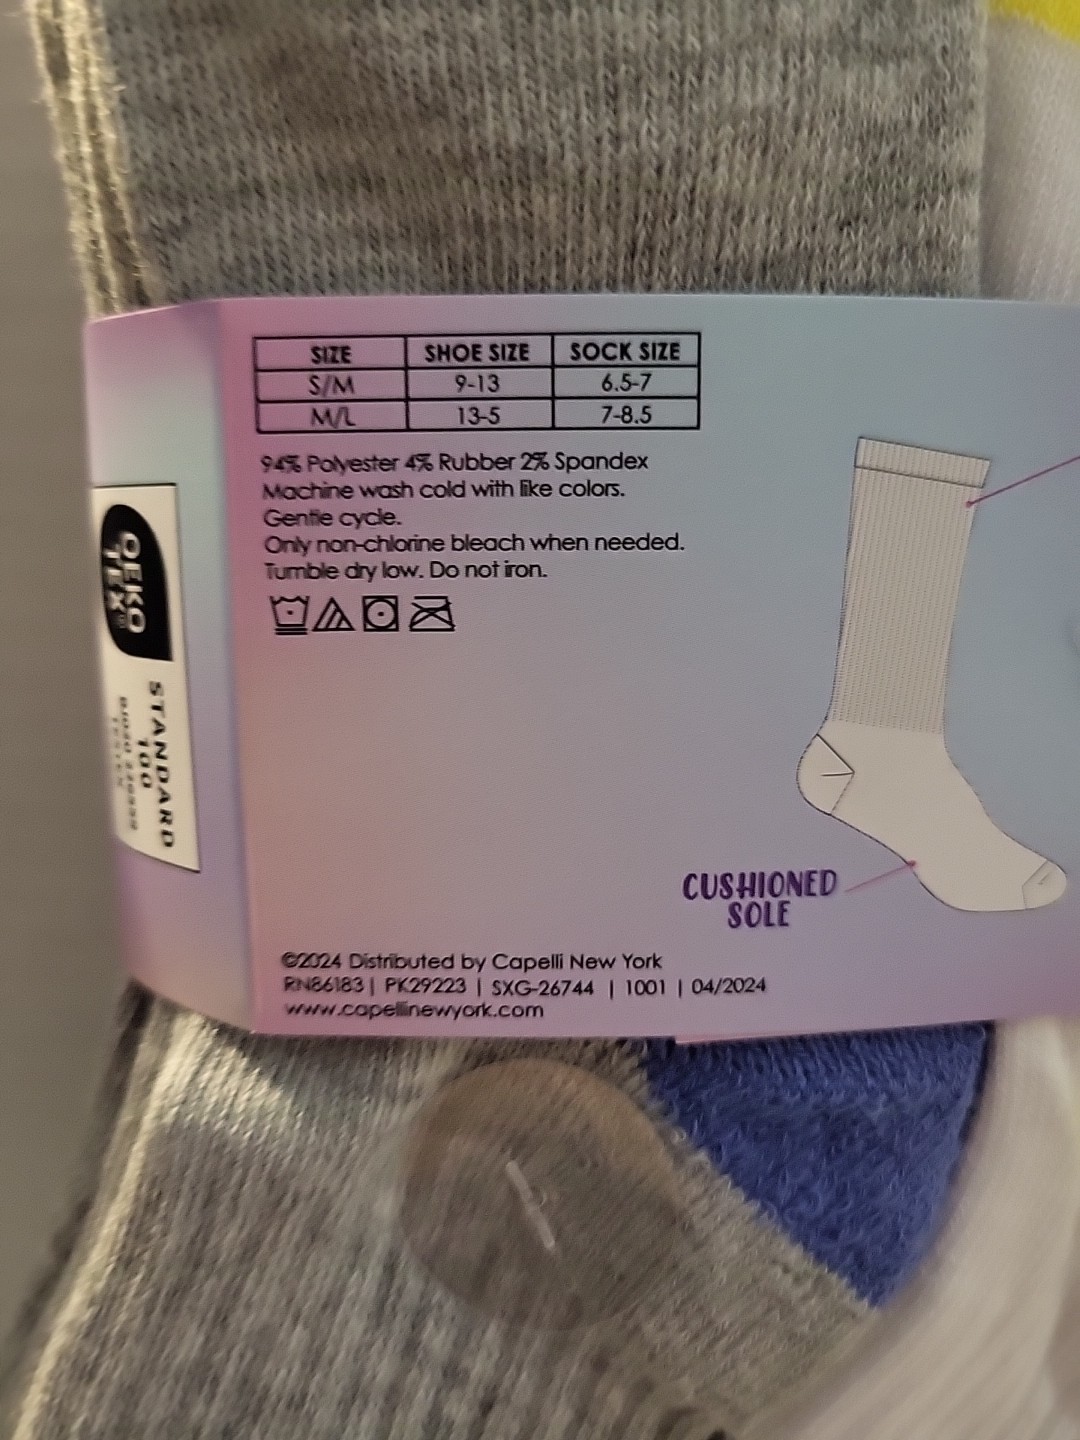 SIZE SHOE SIZE SOCK SIZE
S/M 9-13 6.5-7
M/L 13-5 7-8.5
94% Polyester 4% Rubber 2% Spandex
Machine wash cold with like colors.
Gentle cycle.
Only non-chlorine bleach when needed.
Tumble dry low. Do not iron.
OEKO
TEX®
STANDARD
100
CUSHIONED
SOLE
©2024 Distributed by Capelli New York
RN86183 | PK29223 | SXG-26744 | 1001 | 04/2024
www.capellinewyork.com